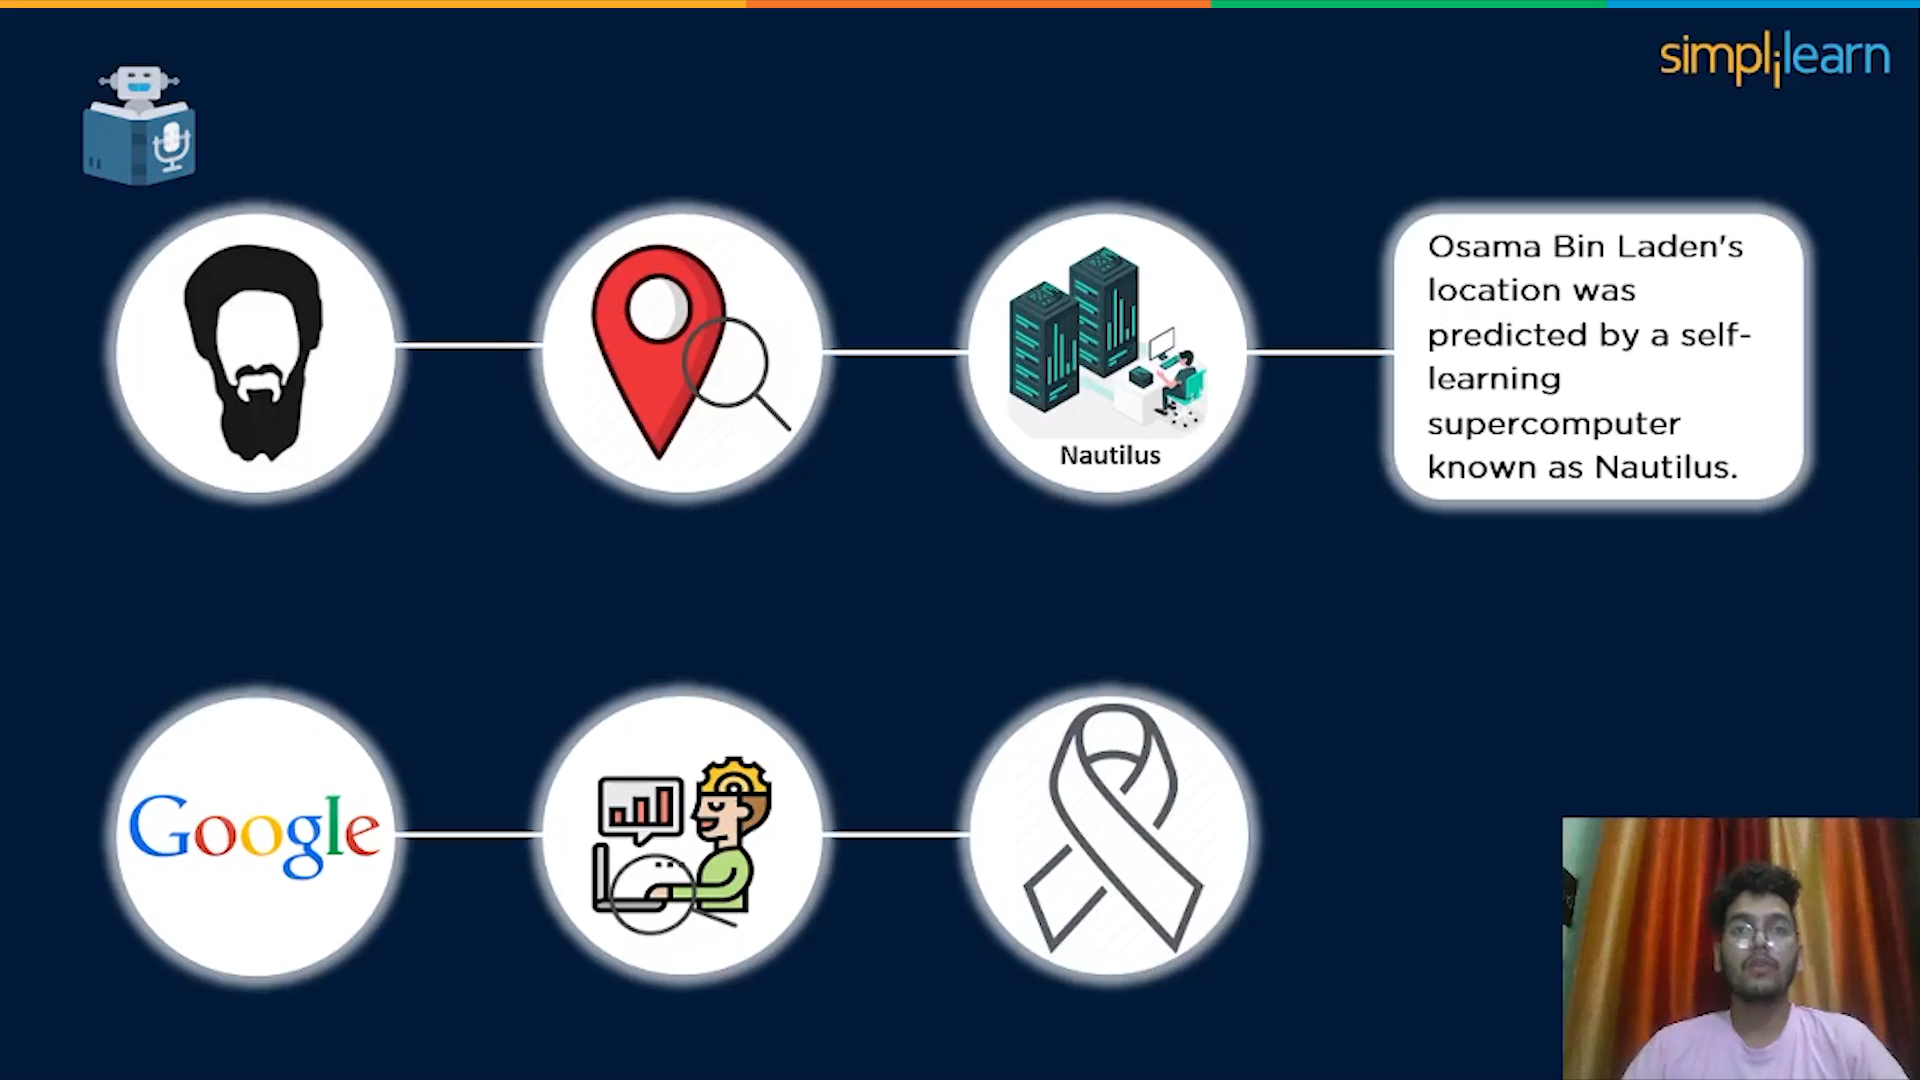 simplilearn
Osama Bin Laden's
location was
predicted by a self-
learning
supercomputer
known as Nautilus.
Nautilus
Google